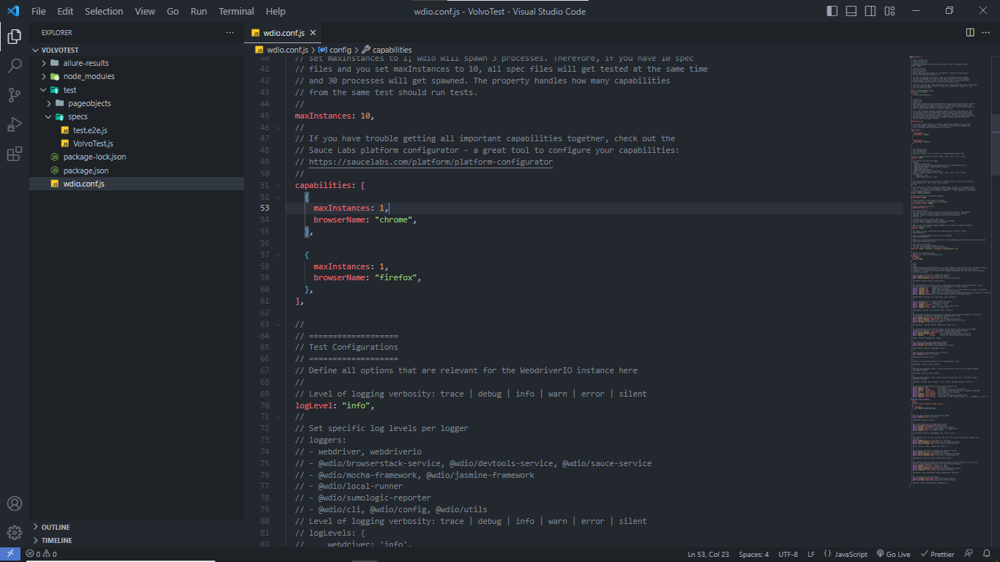 File Edit Selection View Go Run Terminal Help
wdio.conf.js - VolvoTest - Visual Studio Code
EXPLORER
VOLVOTEST
allure-results
node_modules
test
pageobjects
specs
test.e2e.js
VolvoTest.js
package-lock.json
package.json
wdio.conf.js
OUTLINE
TIMELINE
wdio.conf.js
wdio.conf.js > config > capabilities
40 // set maxInstances to 1; wdio will spawn 3 processes. Therefore, if you have 10 spec
41 // files and you set maxInstances to 10, all spec files will get tested at the same time
42 // and 30 processes will get spawned. The property handles how many capabilities
43 // from the same test should run tests.
44 //
45 maxInstances: 10,
46 //
47 // If you have trouble getting all important capabilities together, check out the
48 // Sauce Labs platform configurator - a great tool to configure your capabilities:
49 // https://saucelabs.com/platform/platform-configurator
50 //
51 capabilities: [
52 {
53 maxInstances: 1,
54 browserName: "chrome",
55 },
56
57 {
58 maxInstances: 1,
59 browserName: "firefox",
60 },
61 ],
62
63 //
64 // ===================
65 // Test Configurations
66 // ===================
67 // Define all options that are relevant for the WebdriverIO instance here
68 //
69 // Level of logging verbosity: trace | debug | info | warn | error | silent
70 logLevel: "info",
71 //
72 // Set specific log levels per logger
73 // loggers:
74 // - webdriver, webdriverio
75 // - @wdio/browserstack-service, @wdio/devtools-service, @wdio/sauce-service
76 // - @wdio/mocha-framework, @wdio/jasmine-framework
77 // - @wdio/local-runner
78 // - @wdio/sumologic-reporter
79 // - @wdio/cli, @wdio/config, @wdio/utils
80 // Level of logging verbosity: trace | debug | info | warn | error | silent
81 // logLevels: {
82 // webdriver: 'info',
0 0
Ln 53, Col 23 Spaces: 4 UTF-8 LF {} JavaScript Go Live Prettier